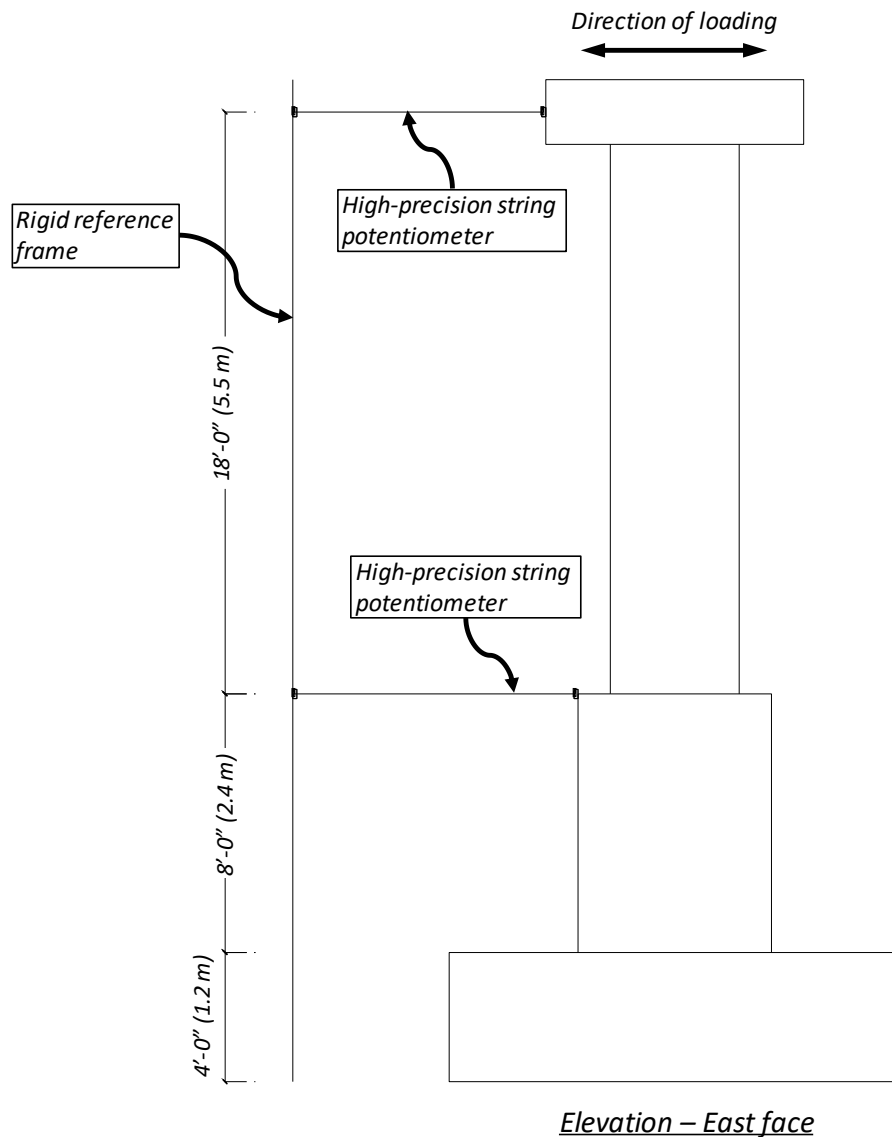 Direction of loading
High-precision string
potentiometer
Rigid reference
frame
18’-0” (5.5 m)
High-precision string
potentiometer
8’-0” (2.4 m)
4’-0” (1.2 m)
Elevation – East face